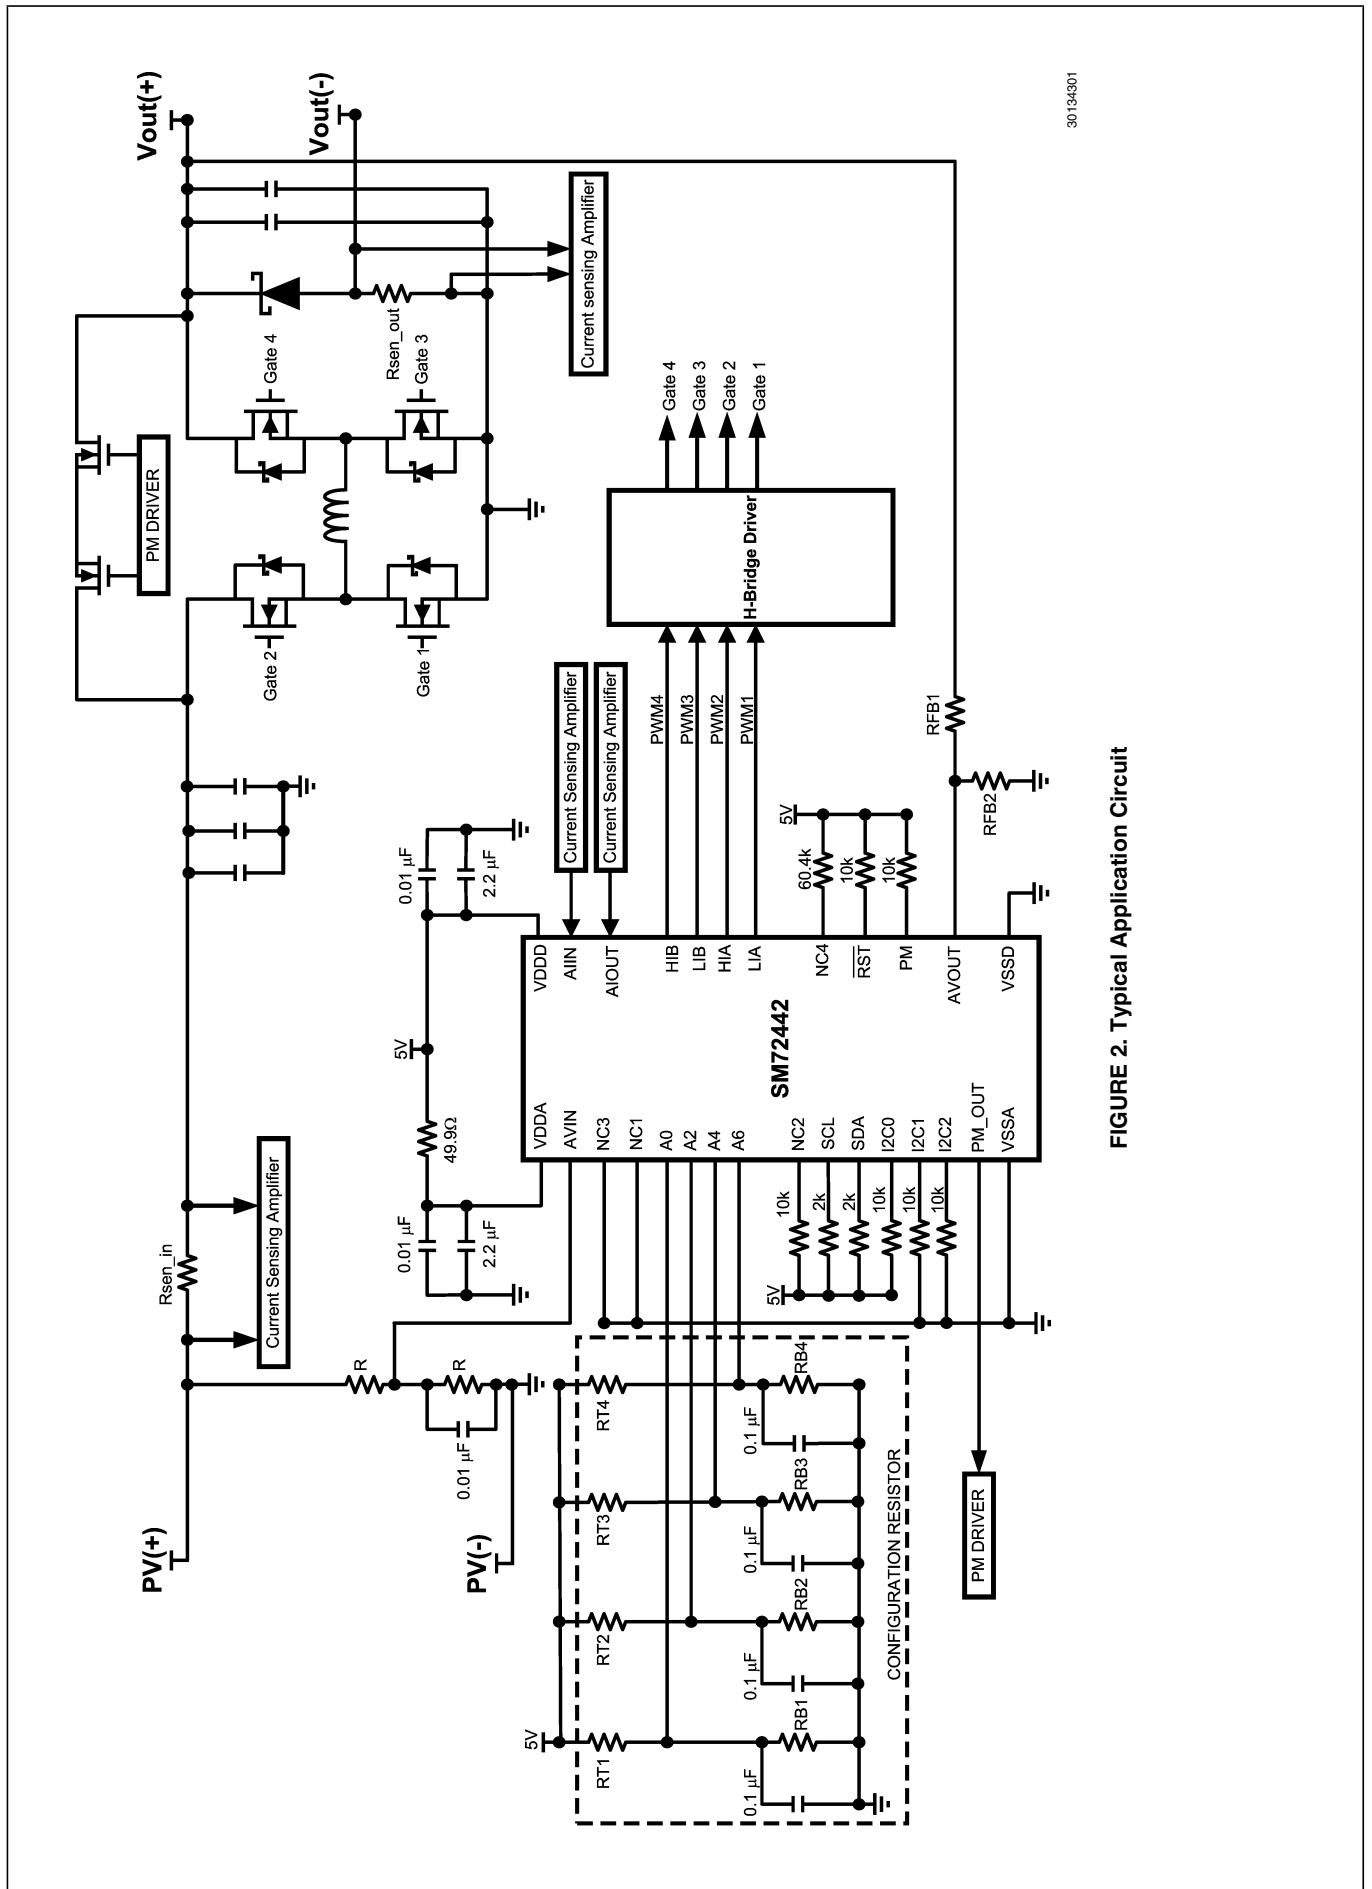 PV(+)
Rsen_in
Current Sensing Amplifier
PM DRIVER
Vout(+)
Gate 2
Gate 4
Gate 1
Gate 3
Rsen_out
Vout(-)
Current sensing Amplifier
R
R
0.01 µF
PV(-)
0.01 µF
2.2 µF
49.9Ω
5V
0.01 µF
2.2 µF
Current Sensing Amplifier
Current Sensing Amplifier
5V
RT1
RT2
RT3
RT4
0.1 µF
RB1
0.1 µF
RB2
0.1 µF
RB3
0.1 µF
RB4
CONFIGURATION RESISTOR
VDDA
AVIN
NC3
NC1
A0
A2
A4
A6
NC2
SCL
SDA
I2C0
I2C1
I2C2
PM_OUT
VSSA
5V
10k
2k
2k
10k
10k
10k
PM DRIVER
SM72442
VDDD
AIIN
AIOUT
HIB
LIB
HIA
LIA
NC4
RST
PM
AVOUT
VSSD
PWM4
PWM3
PWM2
PWM1
H-Bridge Driver
Gate 4
Gate 3
Gate 2
Gate 1
60.4k
10k
10k
5V
RFB1
RFB2
30134301
FIGURE 2. Typical Application Circuit